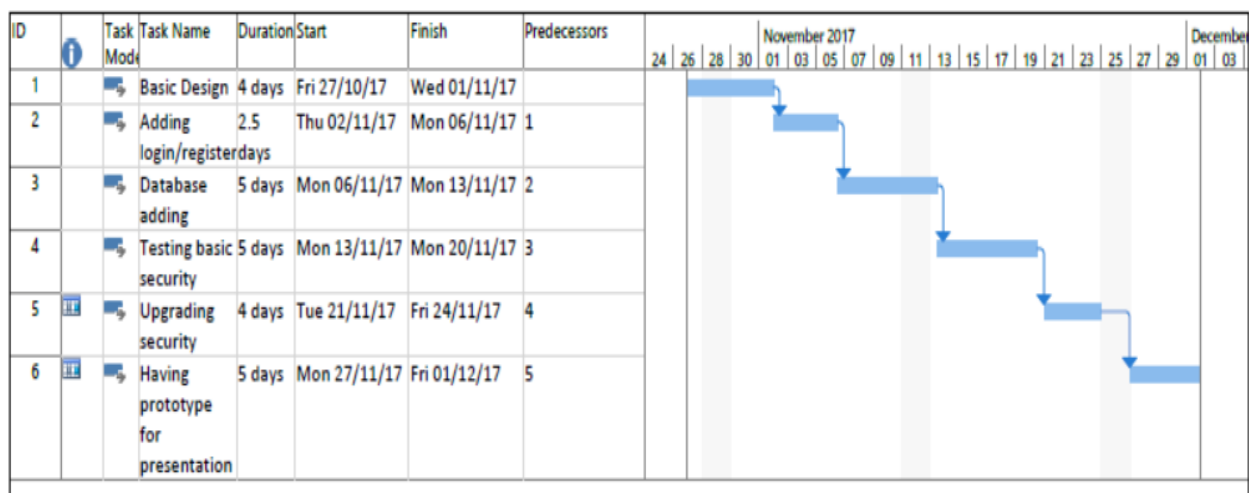 ID Task Mode Task Name Duration Start Finish Predecessors
November 2017 December
24 26 28 30 01 03 05 07 09 11 13 15 17 19 21 23 25 27 29 01 03
1 Basic Design 4 days Fri 27/10/17 Wed 01/11/17
2 Adding 2.5 Thu 02/11/17 Mon 06/11/17 1
login/register days
3 Database 5 days Mon 06/11/17 Mon 13/11/17 2
adding
4 Testing basic 5 days Mon 13/11/17 Mon 20/11/17 3
security
5 Upgrading 4 days Tue 21/11/17 Fri 24/11/17 4
security
6 Having 5 days Mon 27/11/17 Fri 01/12/17 5
prototype
for
presentation